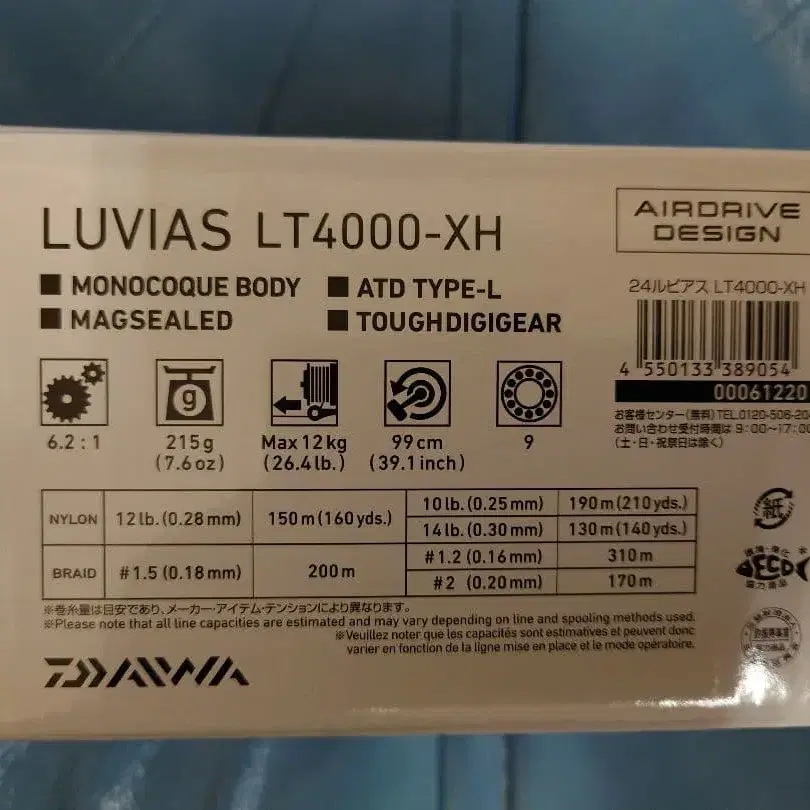 LUVIAS LT4000-XH
■ MONOCOQUE BODY ■ ATD TYPE-L
■ MAGSEALED ■ TOUGHDIGIGEAR
AIRDRIVE
DESIGN
24ルビアス LT4000-XH
4 550133 389054
00061220
お客様センター(無料)TEL.0120-506-20
お問い合わせ受付時間は 9:00~17:00
(土・日・祝祭日は除く)
g
6.2 : 1
215g
(7.6oz)
Max 12kg
(26.4lb.)
99cm
(39.1inch)
9
NYLON 12lb.(0.28mm) 150m(160yds.) 10lb.(0.25mm) 190m(210yds.)
14lb.(0.30mm) 130m(140yds.)
BRAID #1.5(0.18mm) 200m #1.2(0.16mm) 310m
#2 (0.20mm) 170m
※巻糸量は目安であり、メーカー・アイテム・テンションにより異なります。
※Please note that all line capacities are estimated and may vary depending on line and spooling methods used.
※Veuillez noter que les capacités sont estimatives et peuvent donc
varier en fonction de la ligne mise en place et le mode opératoire.
DAIWA
紙
ECO